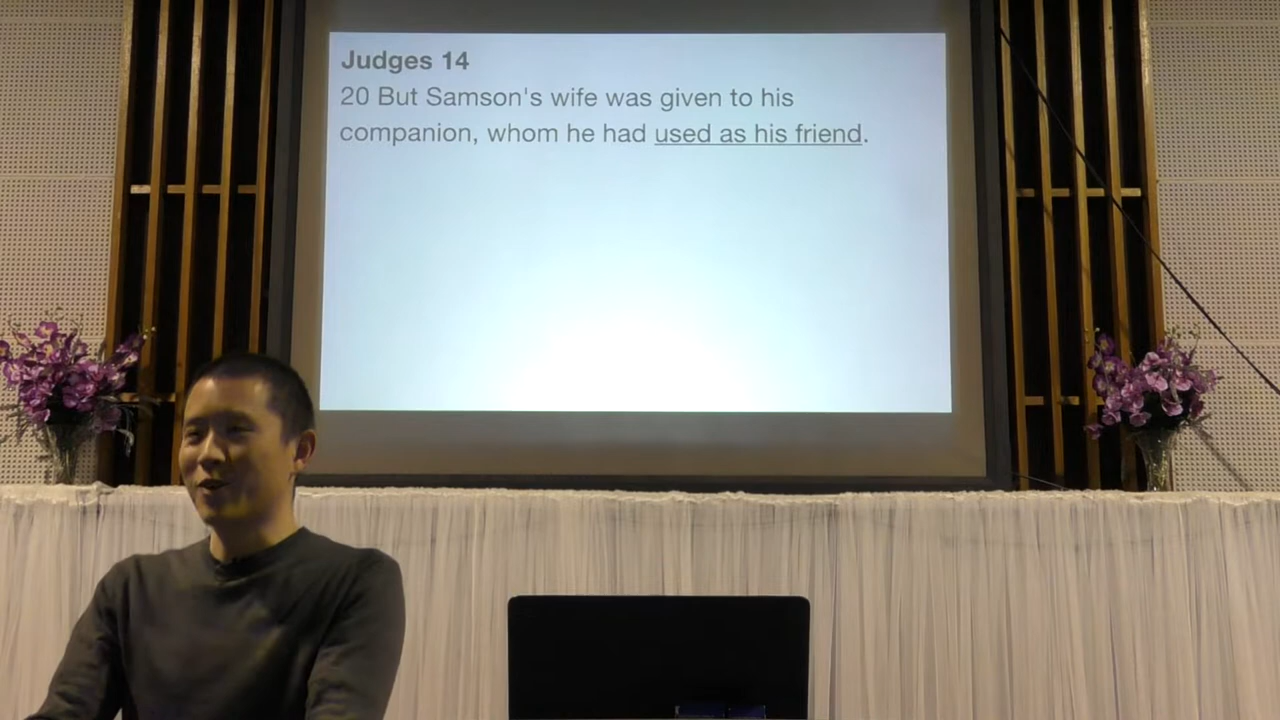 Judges 14
20 But Samson's wife was given to his
companion, whom he had used as his friend.